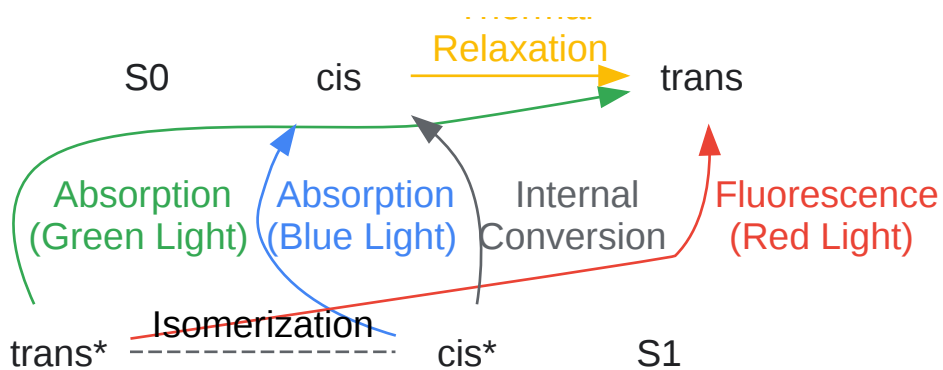 Relaxation
S0
cis
trans
Absorption
(Green Light)
Absorption
(Blue Light)
Internal
Conversion
Fluorescence
(Red Light)
Isomerization
trans*
cis*
S1